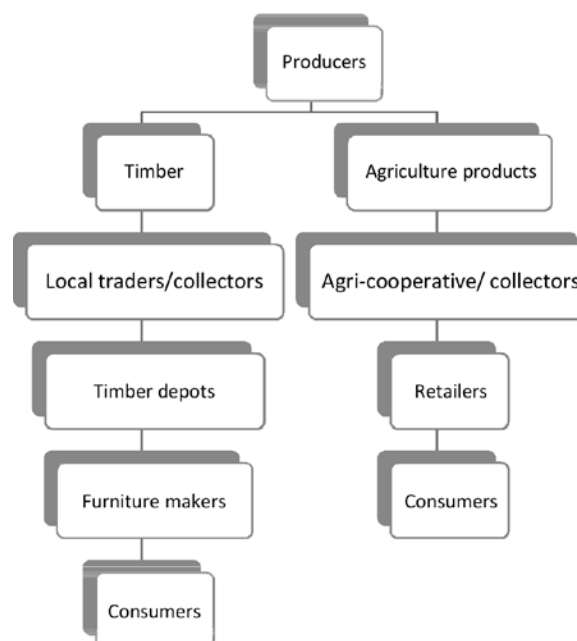 Producers
Timber
Agriculture products
Local traders/collectors
Agri-cooperative/ collectors
Timber depots
Retailers
Furniture makers
Consumers
Consumers